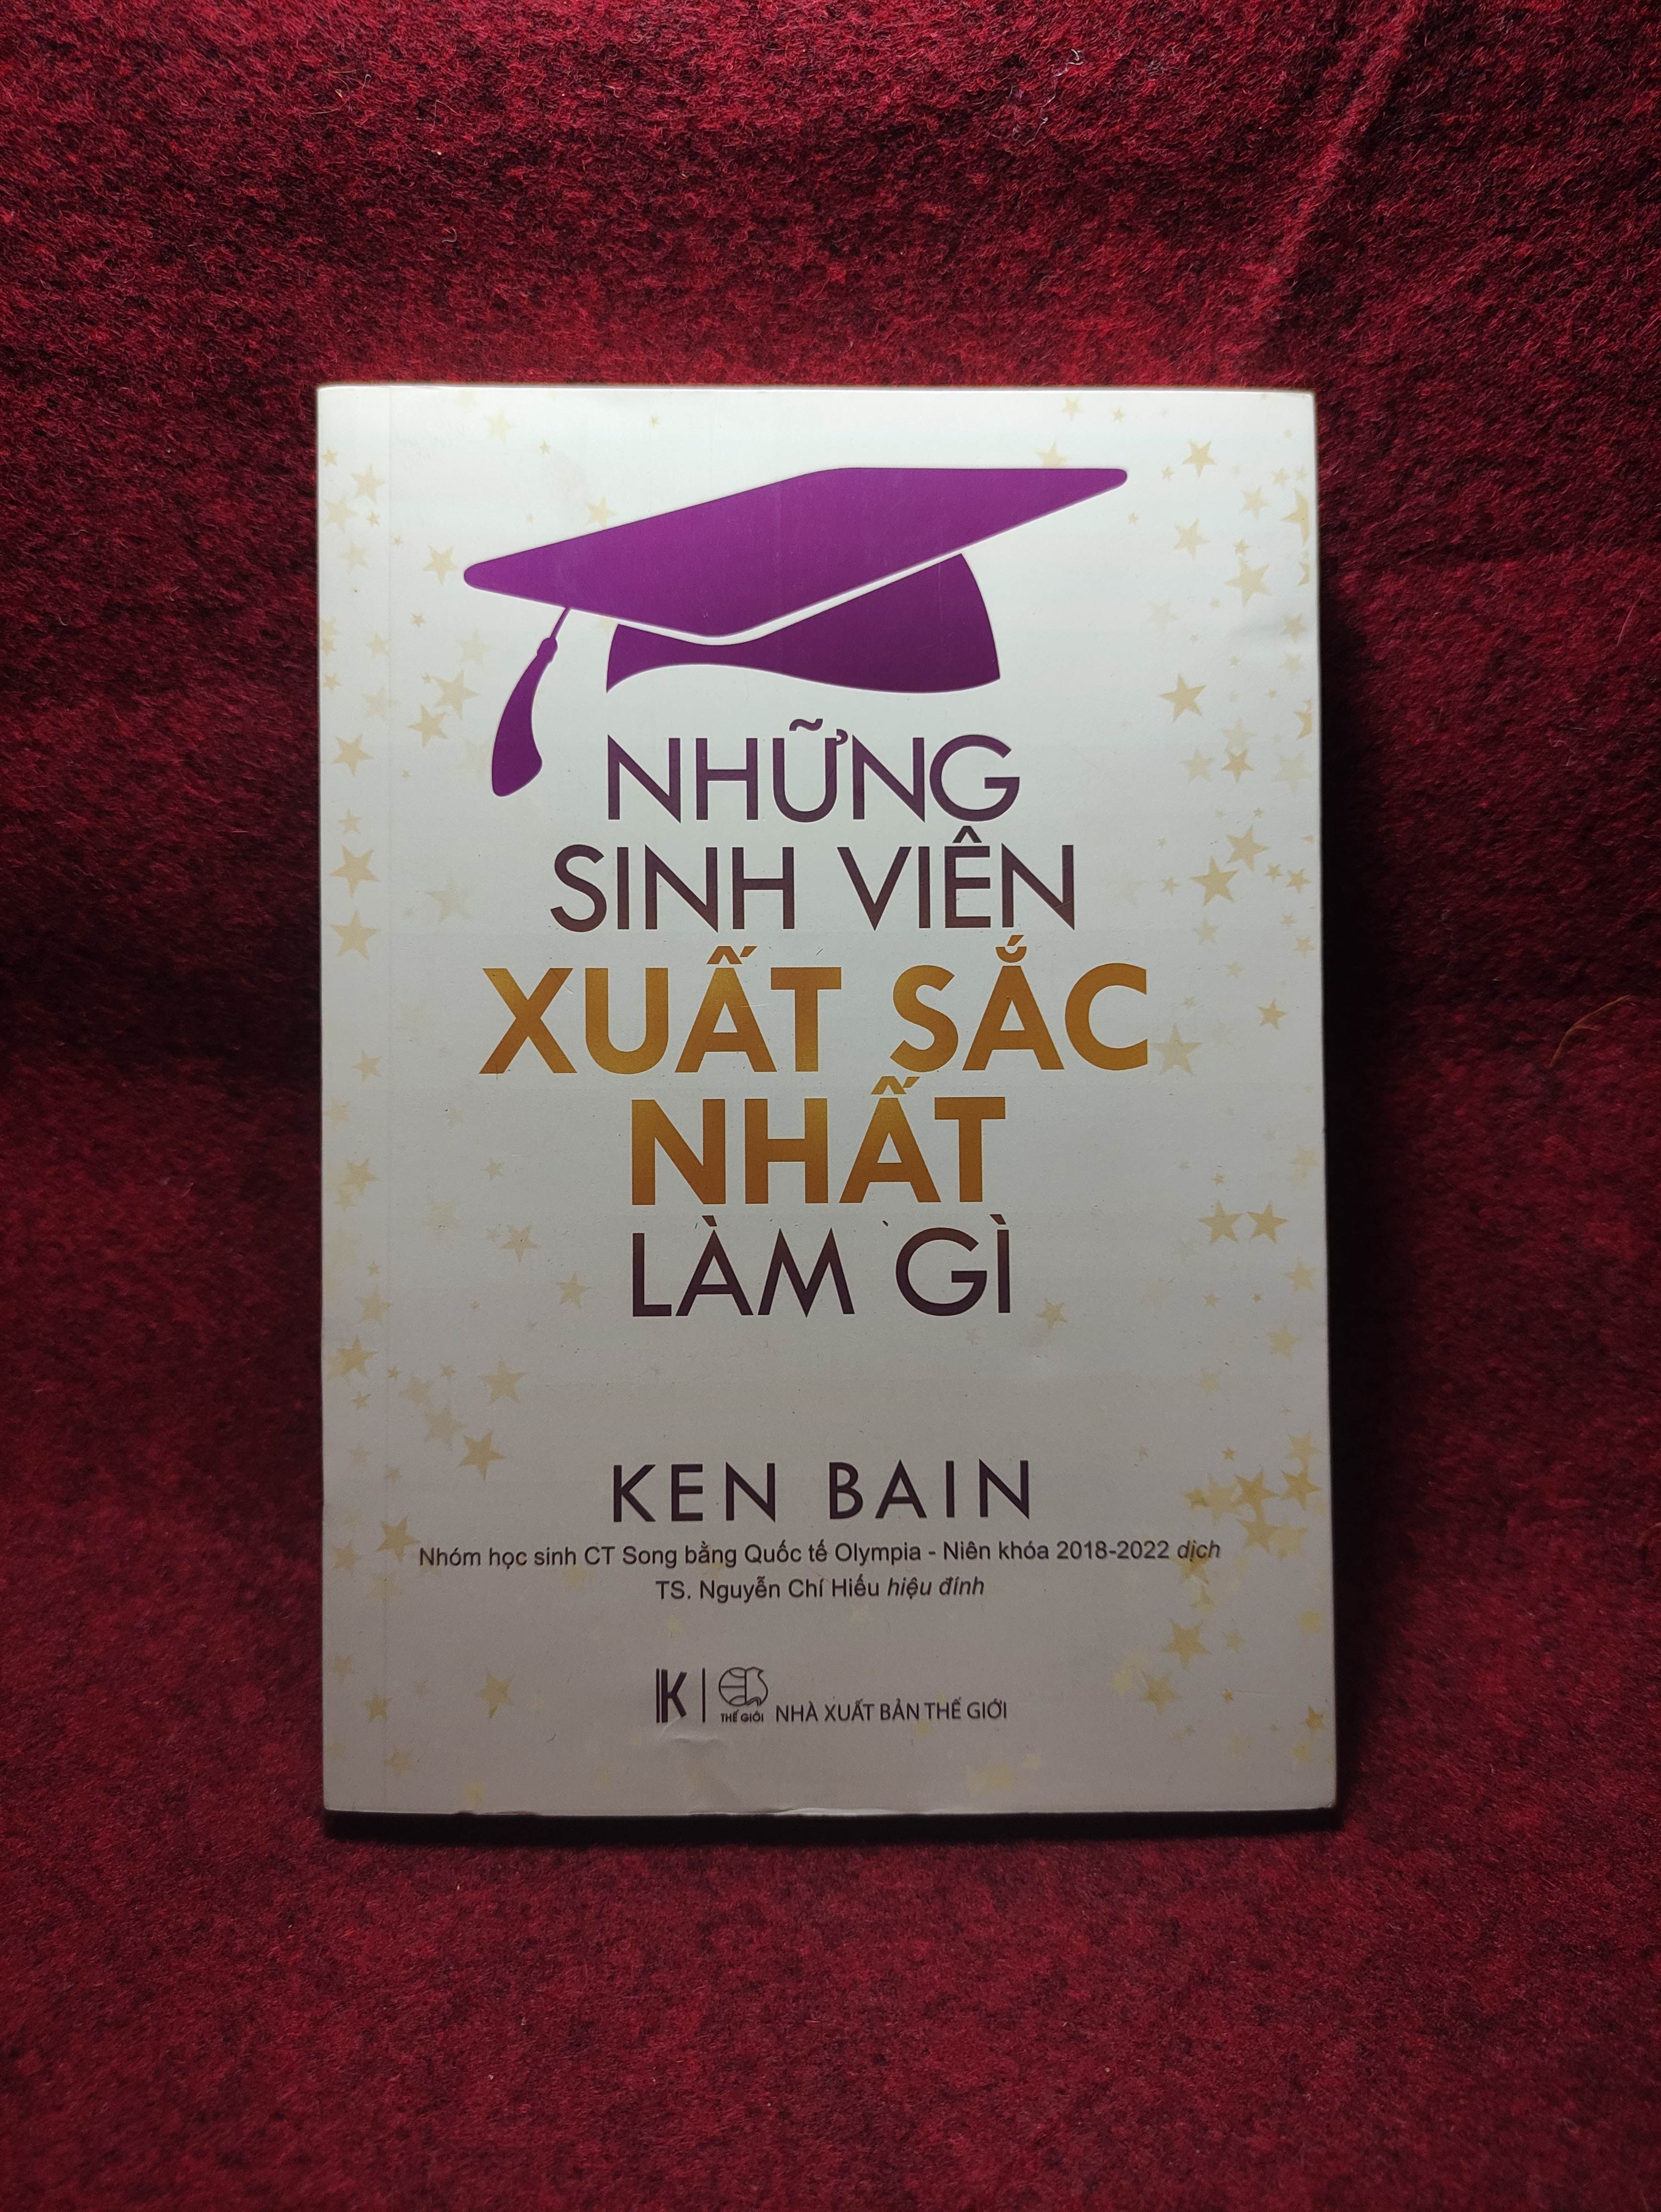 NHỮNG
SINH VIÊN
XUẤT SẮC
NHẤT
LÀM GÌ
KEN BAIN
Nhóm học sinh CT Song bằng Quốc tế Olympia - Niên khóa 2018-2022 dịch
TS. Nguyễn Chí Hiếu hiệu đính
K THẾ GIỚI NHÀ XUẤT BẢN THẾ GIỚI